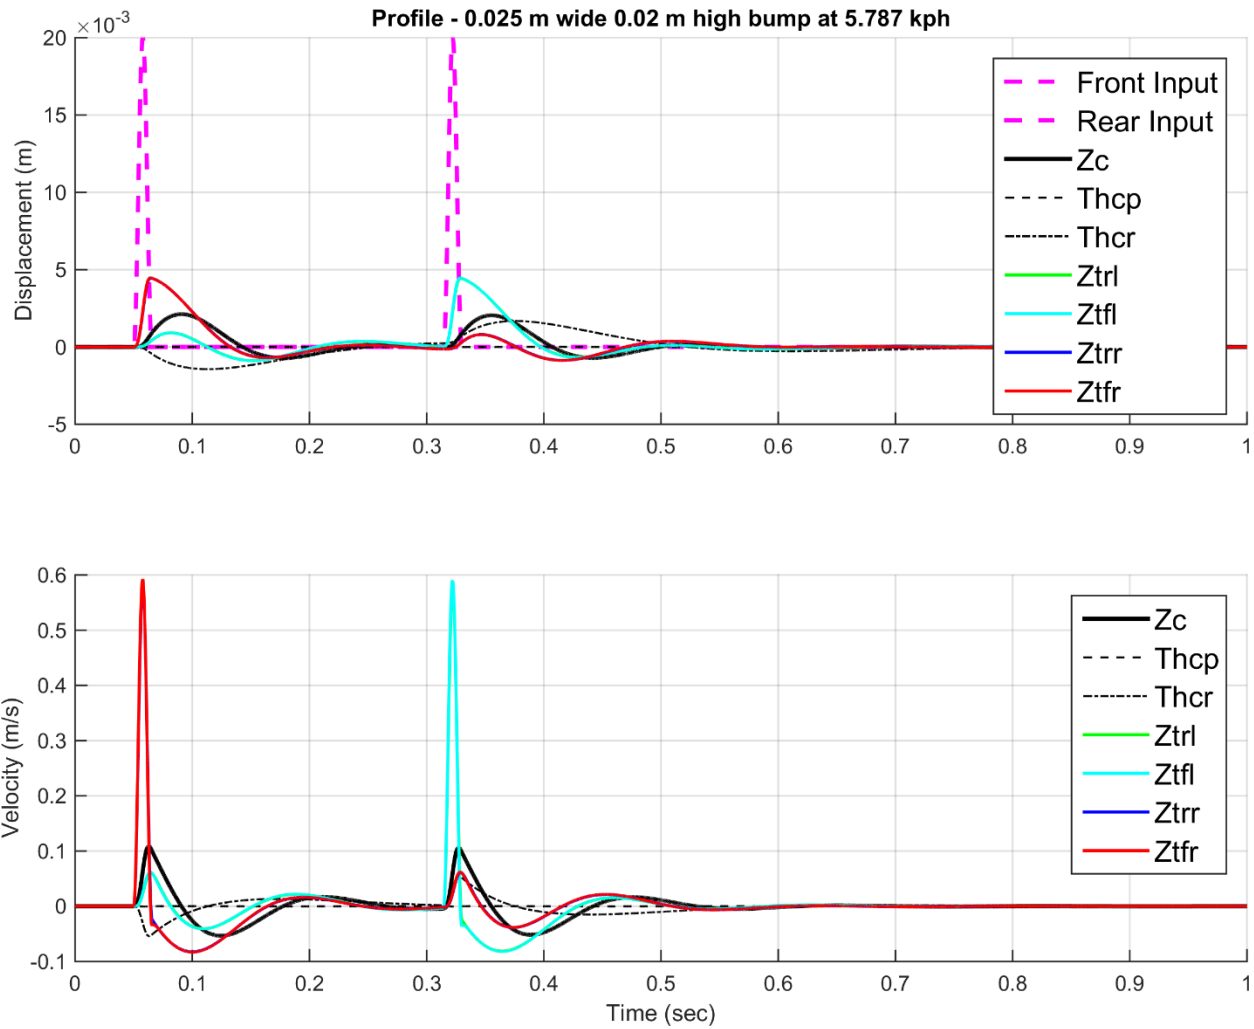 Profile - 0.025 m wide 0.02 m high bump at 5.787 kph
×10⁻³
20
15
10
5
0
-5
Displacement (m)
0 0.1 0.2 0.3 0.4 0.5 0.6 0.7 0.8 0.9 1
Front Input
Rear Input
Zc
Thcp
Thcr
Ztrl
Ztfl
Ztrr
Ztfr
0.6
0.5
0.4
0.3
0.2
0.1
0
-0.1
Velocity (m/s)
0 0.1 0.2 0.3 0.4 0.5 0.6 0.7 0.8 0.9 1
Time (sec)
Zc
Thcp
Thcr
Ztrl
Ztfl
Ztrr
Ztfr